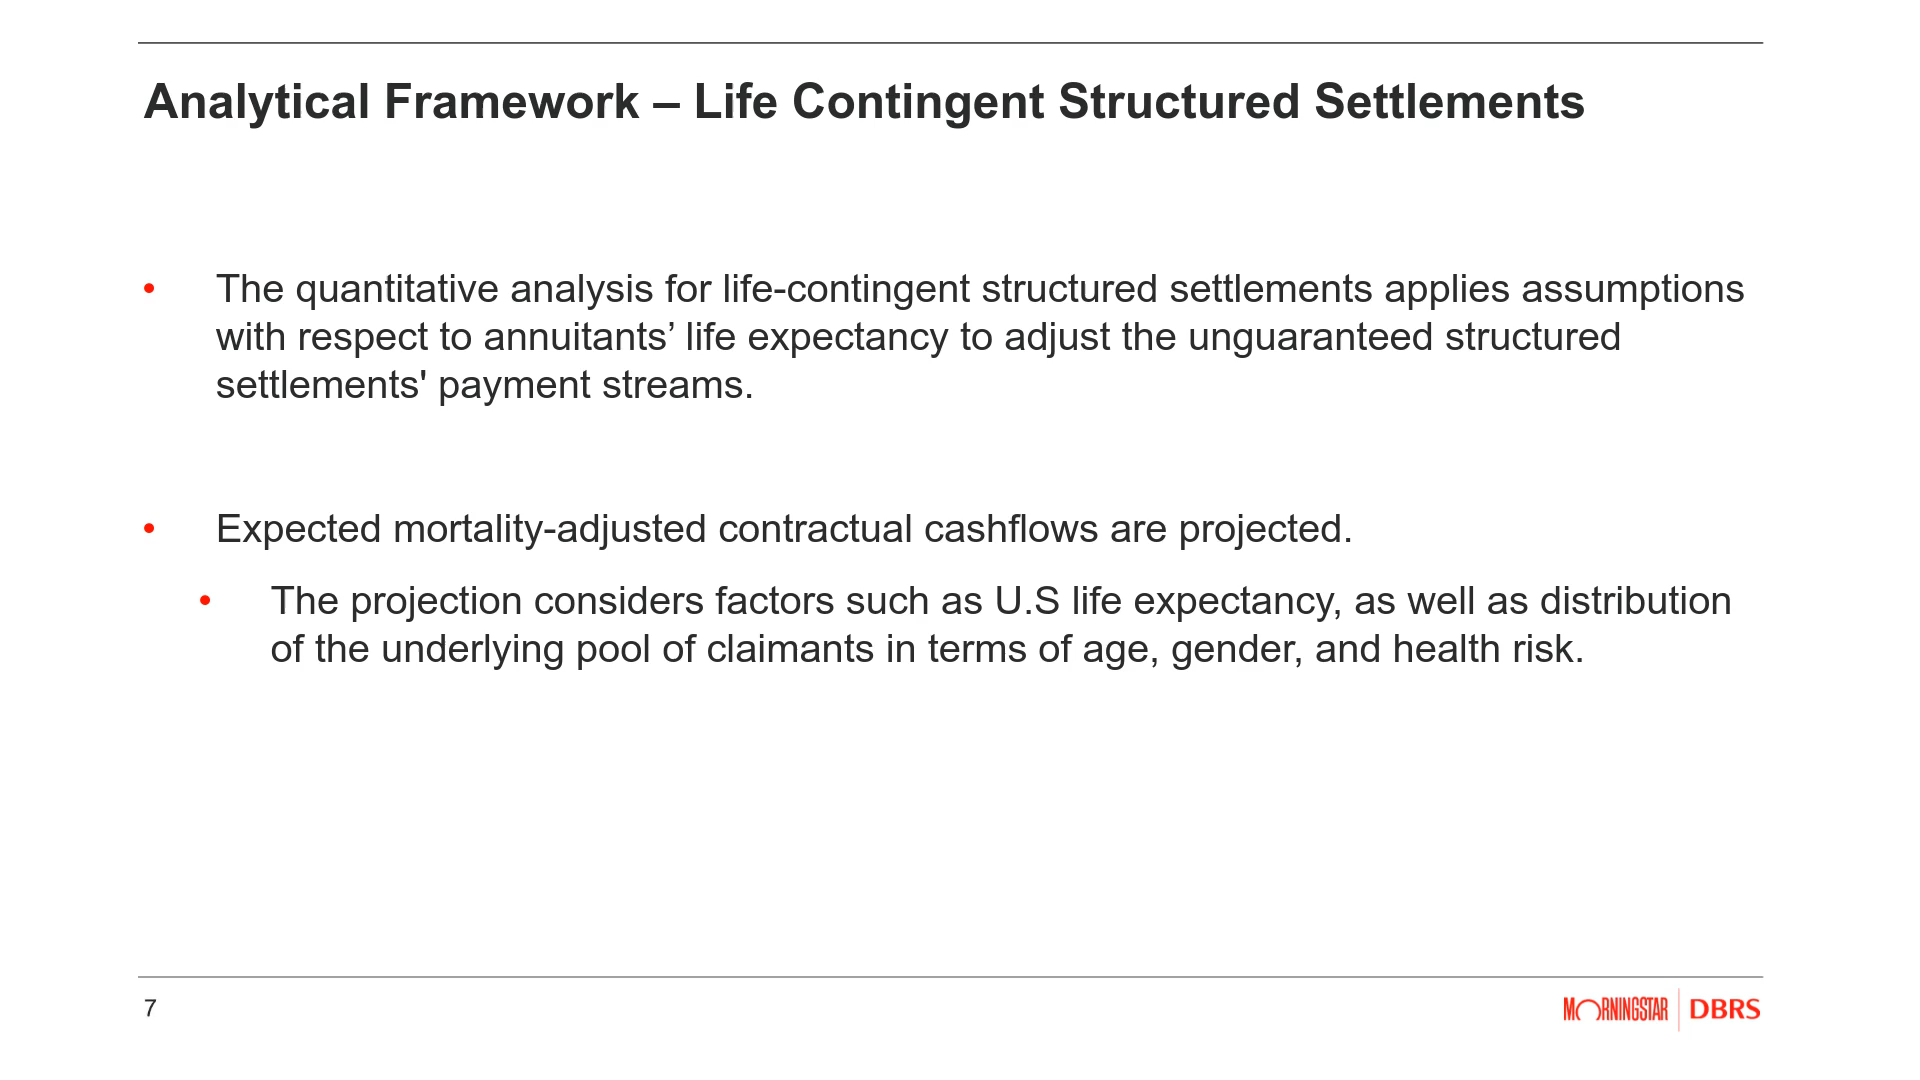 Analytical Framework – Life Contingent Structured Settlements
• The quantitative analysis for life-contingent structured settlements applies assumptions
with respect to annuitants’ life expectancy to adjust the unguaranteed structured
settlements' payment streams.
• Expected mortality-adjusted contractual cashflows are projected.
• The projection considers factors such as U.S life expectancy, as well as distribution
of the underlying pool of claimants in terms of age, gender, and health risk.
7
MORNINGSTAR | DBRS